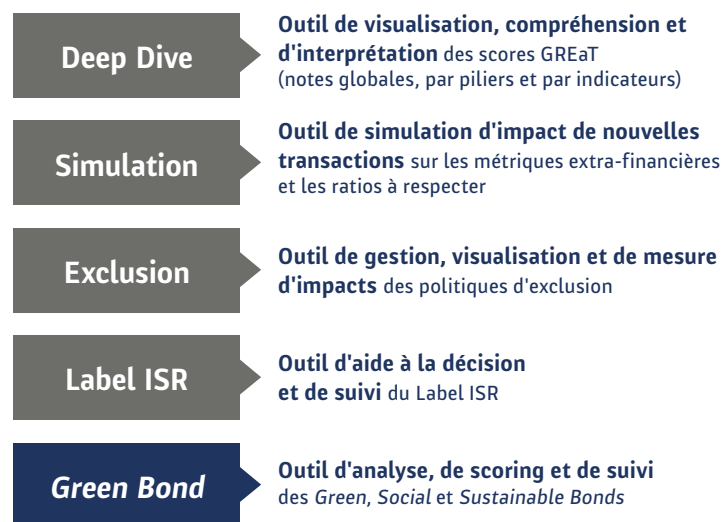 Deep Dive
Outil de visualisation, compréhension et
d'interprétation des scores GREaT
(notes globales, par piliers et par indicateurs)
Simulation
Outil de simulation d'impact de nouvelles
transactions sur les métriques extra-financières
et les ratios à respecter
Exclusion
Outil de gestion, visualisation et de mesure
d'impacts des politiques d'exclusion
Label ISR
Outil d'aide à la décision
et de suivi du Label ISR
Green Bond
Outil d'analyse, de scoring et de suivi
des Green, Social et Sustainable Bonds